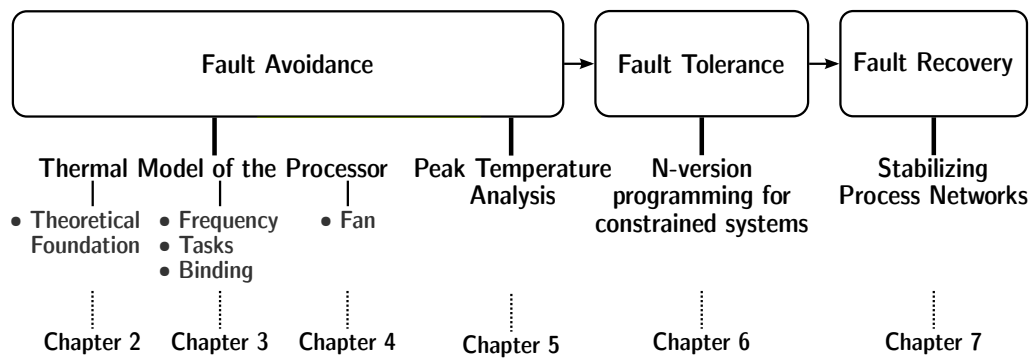 Fault Avoidance
Fault Tolerance
Fault Recovery
Thermal Model of the Processor
• Theoretical
Foundation
• Frequency
• Tasks
• Binding
• Fan
Peak Temperature
Analysis
N-version
programming for
constrained systems
Stabilizing
Process Networks
Chapter 2
Chapter 3
Chapter 4
Chapter 5
Chapter 6
Chapter 7